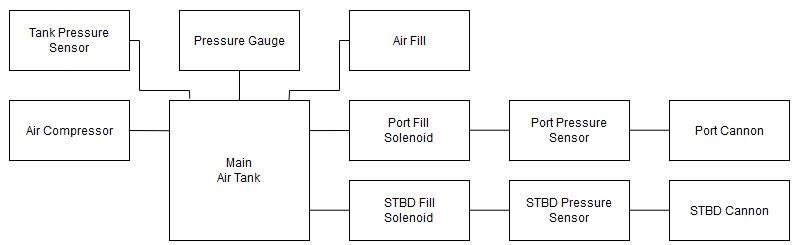 Tank Pressure
Sensor
Pressure Gauge
Air Fill
Air Compressor
Main
Air Tank
Port Fill
Solenoid
Port Pressure
Sensor
Port Cannon
STBD Fill
Solenoid
STBD Pressure
Sensor
STBD Cannon